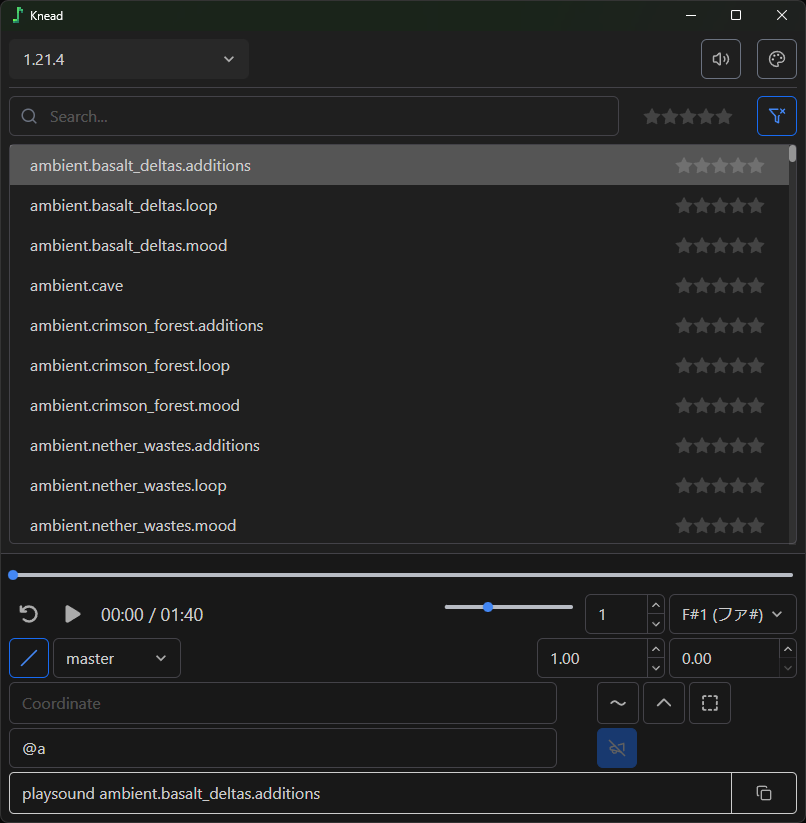 Knead
1.21.4
Search...
ambient.basalt_deltas.additions
ambient.basalt_deltas.loop
ambient.basalt_deltas.mood
ambient.cave
ambient.crimson_forest.additions
ambient.crimson_forest.loop
ambient.crimson_forest.mood
ambient.nether_wastes.additions
ambient.nether_wastes.loop
ambient.nether_wastes.mood
00:00 / 01:40
1
F#1 (ファ#)
master
1.00
0.00
Coordinate
@a
playsound ambient.basalt_deltas.additions